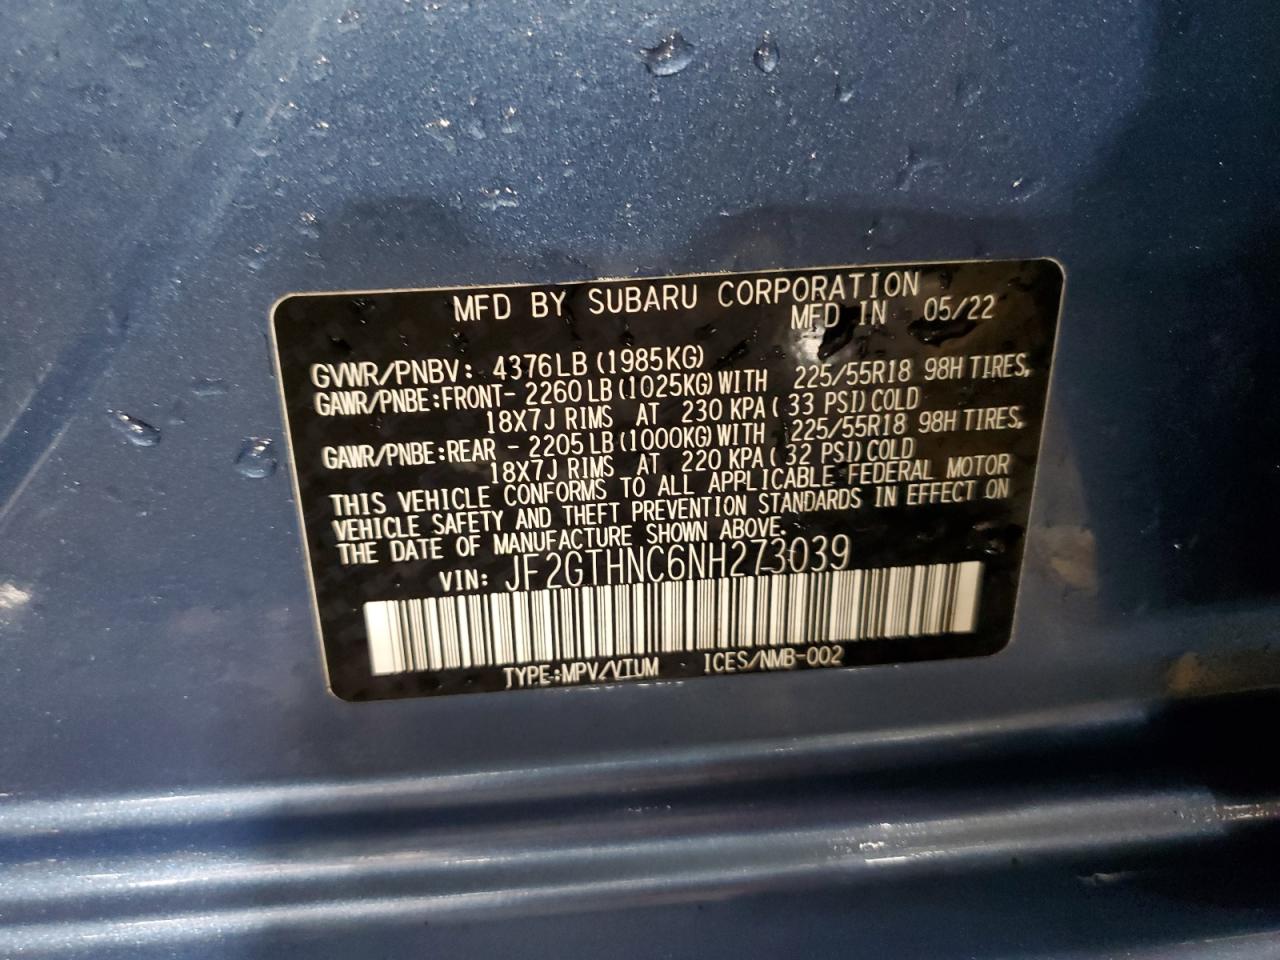 MFD BY SUBARU CORPORATION
MFD IN 05/22
GVWR/PNBV: 4376LB (1985KG)
GAWR/PNBE:FRONT- 2260LB (1025KG) WITH 225/55R18 98H TIRES,
18X7J RIMS AT 230 KPA ( 33 PSI) COLD
GAWR/PNBE:REAR - 2205LB (1000KG) WITH 225/55R18 98H TIRES,
18X7J RIMS AT 220 KPA ( 32 PSI) COLD
THIS VEHICLE CONFORMS TO ALL APPLICABLE FEDERAL MOTOR
VEHICLE SAFETY AND THEFT PREVENTION STANDARDS IN EFFECT ON
THE DATE OF MANUFACTURE SHOWN ABOVE.
VIN: JF2GTHNC6NH273039
TYPE:MPV/VTUM ICES/NMB-002